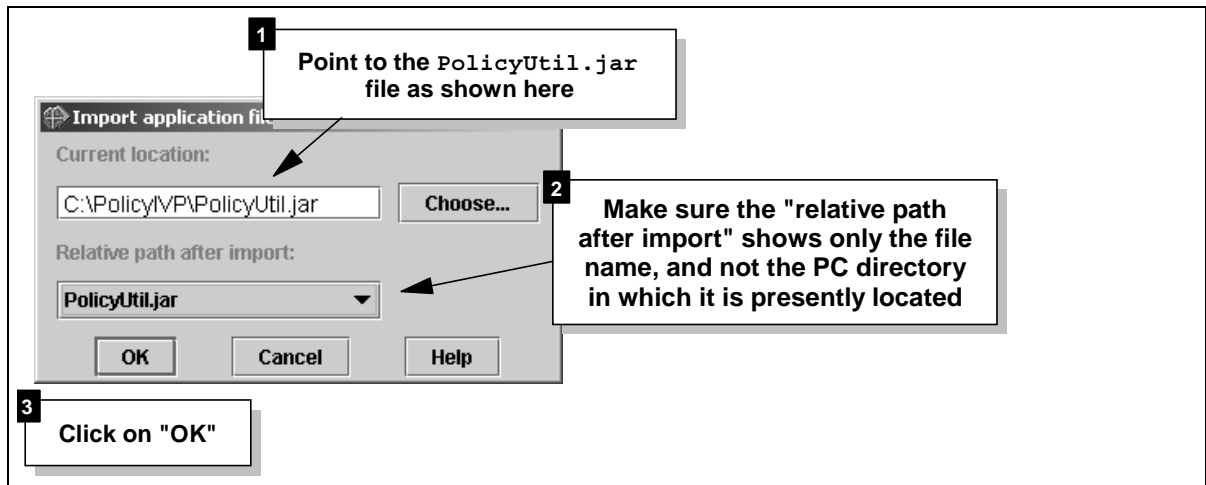 1
Point to the PolicyUtil.jar
file as shown here
Import application fil
Current location:
C:\PolicyIVP\PolicyUtil.jar
Choose...
2
Make sure the "relative path
after import" shows only the file
name, and not the PC directory
in which it is presently located
Relative path after import:
PolicyUtil.jar
OK
Cancel
Help
3
Click on "OK"